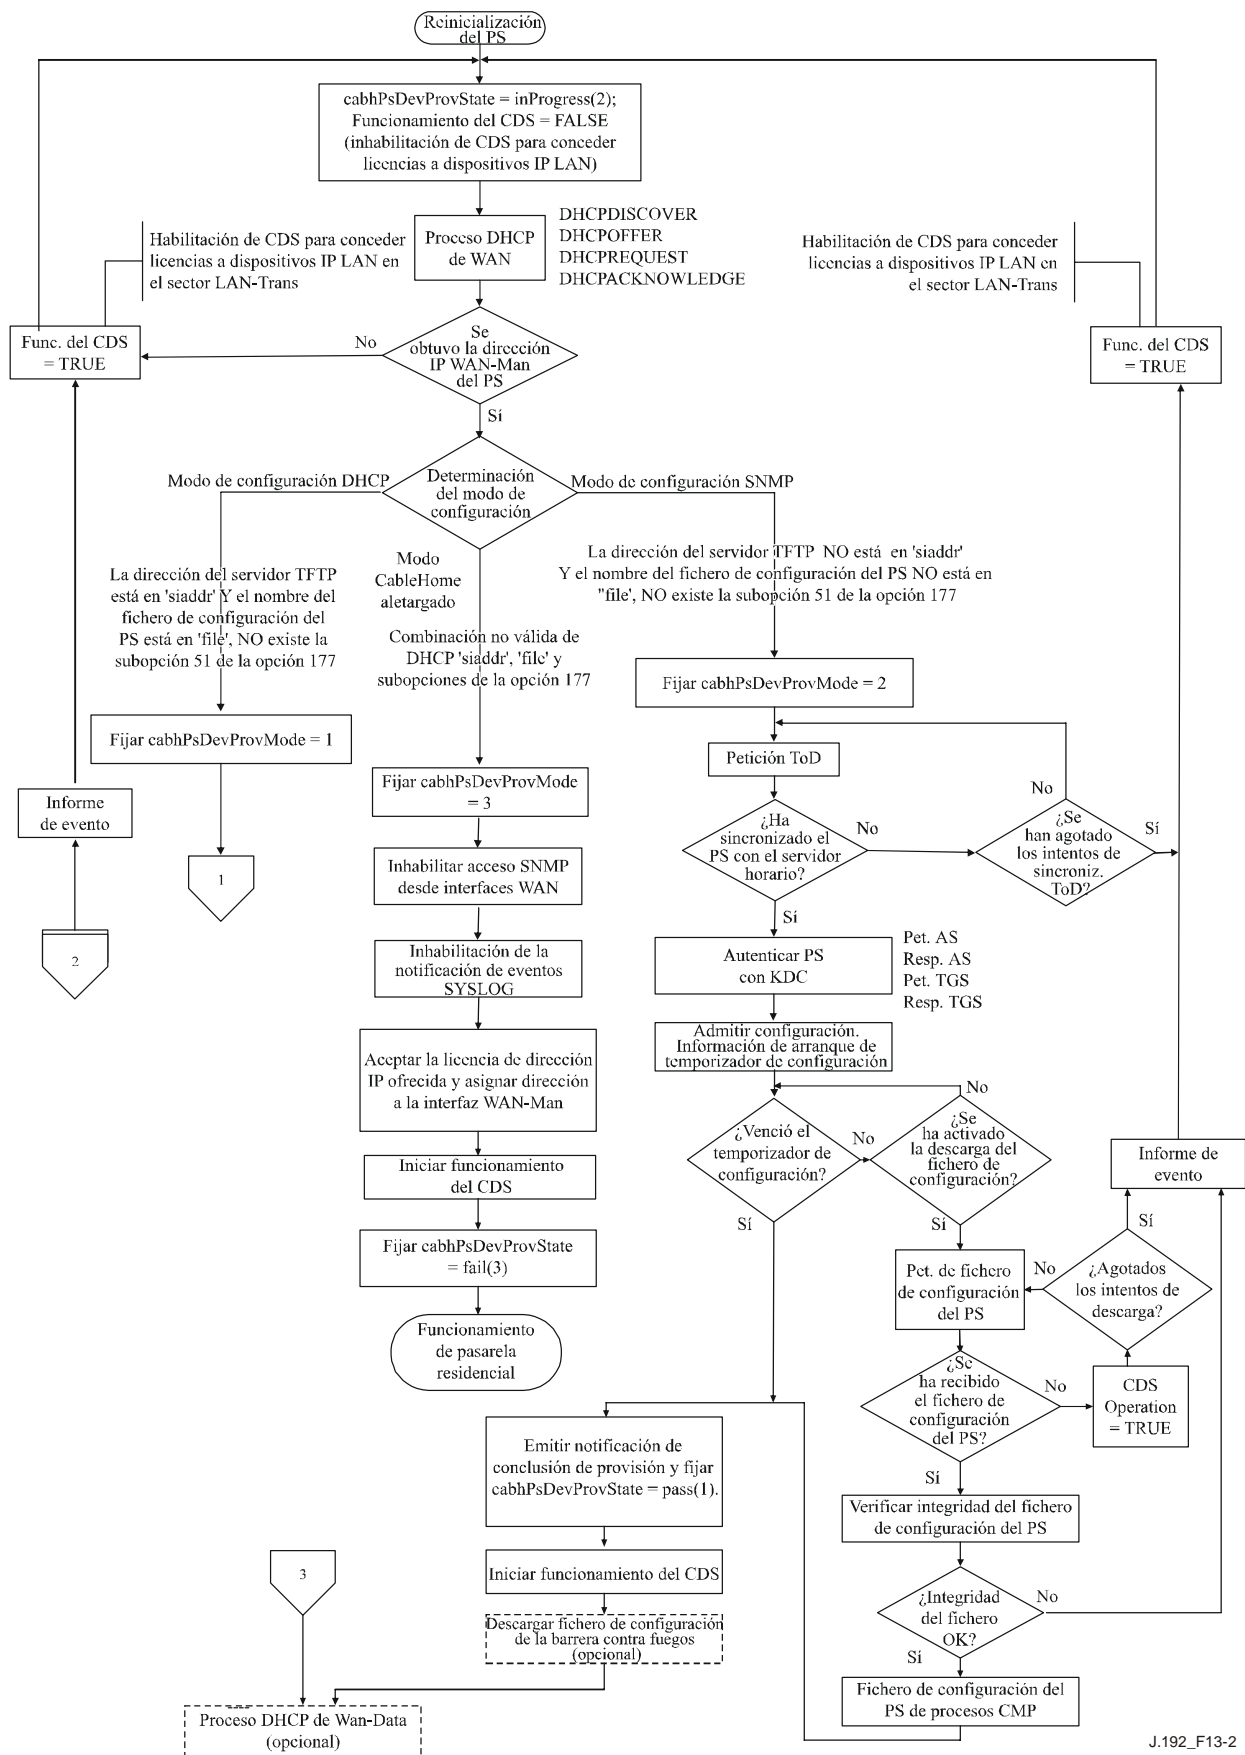 Reinicialización
del PS
cabhPsDevProvState = inProgress(2);
Funcionamiento del CDS = FALSE
(inhabilitación de CDS para conceder
licencias a dispositivos IP LAN)
Proceso DHCP
de WAN
DHCPDISCOVER
DHCPOFFER
DHCPREQUEST
DHCPACKNOWLEDGE
Habilitación de CDS para conceder
licencias a dispositivos IP LAN en
el sector LAN-Trans
Habilitación de CDS para conceder
licencias a dispositivos IP LAN en
el sector LAN-Trans
Func. del CDS
= TRUE
No
Se
obtuvo la dirección
IP WAN-Man
del PS
Func. del CDS
= TRUE
Sí
Modo de configuración DHCP
Determinación
del modo de
configuración
Modo de configuración SNMP
La dirección del servidor TFTP
está en 'siaddr' Y el nombre del
fichero de configuración del
PS está en 'file', NO existe la
subopción 51 de la opción 177
Modo
CableHome
aletargado
Combinación no válida de
DHCP 'siaddr', 'file' y
subopciones de la opción 177
La dirección del servidor TFTP NO está en 'siaddr'
Y el nombre del fichero de configuración del PS NO está en
"file', NO existe la subopción 51 de la opción 177
Fijar cabhPsDevProvMode = 2
Fijar cabhPsDevProvMode = 1
Petición ToD
Fijar cabhPsDevProvMode
= 3
Informe
de evento
No
¿Ha
sincronizado el
PS con el servidor
horario?
No
¿Se
han agotado
los intentos de
sincroniz.
ToD?
Sí
Inhabilitar acceso SNMP
desde interfaces WAN
1
Sí
2
Inhabilitación de la
notificación de eventos
SYSLOG
Autenticar PS
con KDC
Pet. AS
Resp. AS
Pet. TGS
Resp. TGS
Admitir configuración.
Información de arranque de
temporizador de configuración
Aceptar la licencia de dirección
IP ofrecida y asignar dirección
a la interfaz WAN-Man
No
¿Venció el
temporizador de
configuración?
No
¿Se
ha activado
la descarga del
fichero de
configuración?
Informe de
evento
Iniciar funcionamiento
del CDS
Sí
Sí
Sí
Fijar cabhPsDevProvState
= fail(3)
Pet. de fichero
de configuración
del PS
No
¿Agotados
los intentos de
descarga?
Funcionamiento
de pasarela
residencial
¿Se
ha recibido
el fichero de
configuración
del PS?
No
CDS
Operation
= TRUE
Emitir notificación de
conclusión de provisión y fijar
cabhPsDevProvState = pass(1).
Sí
Verificar integridad del fichero
de configuración del PS
3
Iniciar funcionamiento del CDS
¿Integridad
del fichero
OK?
No
Descargar fichero de configuración
de la barrera contra fuegos
(opcional)
Sí
Fichero de configuración del
PS de procesos CMP
Proceso DHCP de Wan-Data
(opcional)
J.192_F13-2